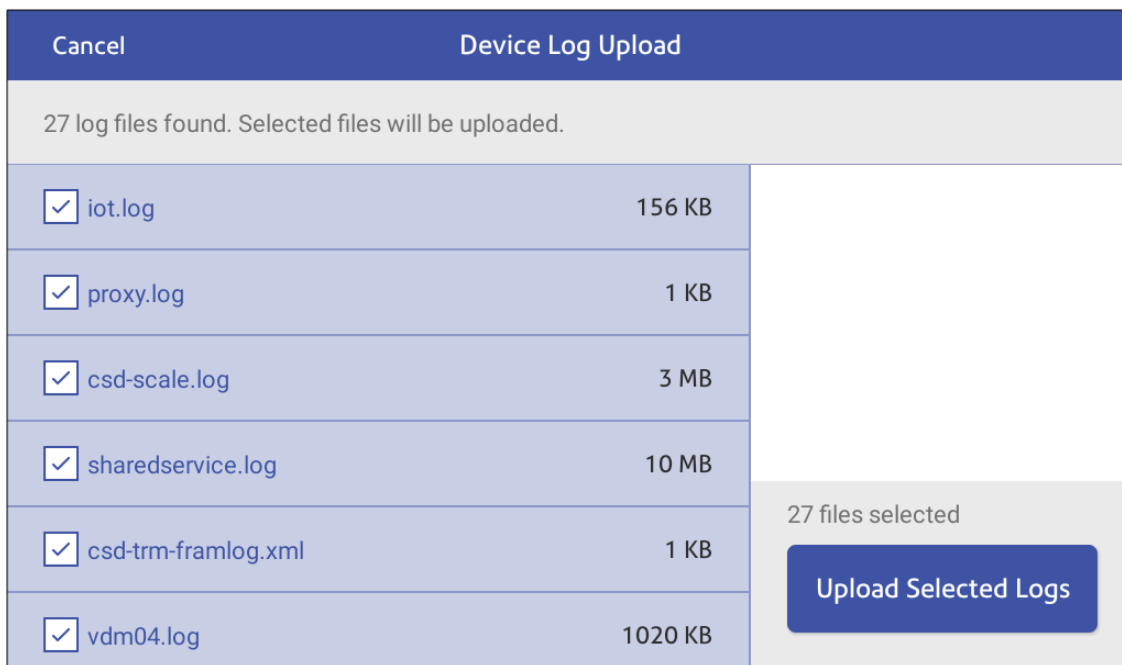 Cancel Device Log Upload
27 log files found. Selected files will be uploaded.
iot.log 156 KB
proxy.log 1 KB
csd-scale.log 3 MB
sharedservice.log 10 MB
csd-trm-framlog.xml 1 KB
vdm04.log 1020 KB
27 files selected
Upload Selected Logs